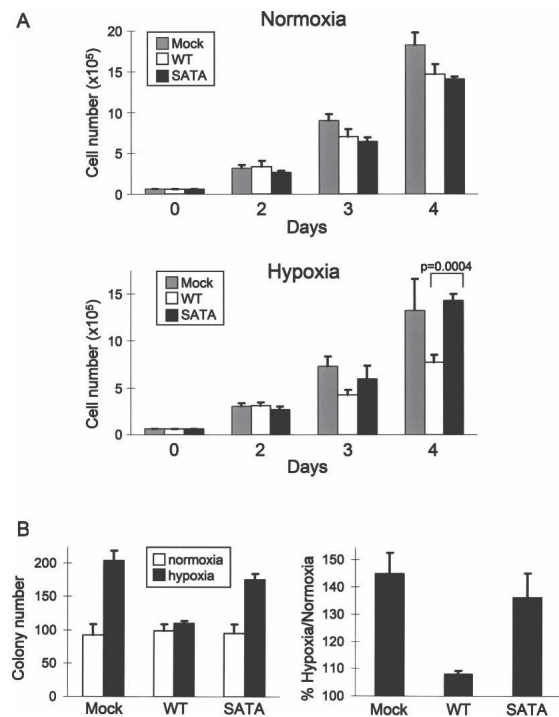 A
Normoxia
20
15
10
5
0
Cell number (x10⁵)
Mock
WT
SATA
0 2 3 4
Days
Hypoxia
p=0.0004
15
10
5
0
Cell number (x10⁵)
Mock
WT
SATA
0 2 3 4
Days
B
200
150
100
50
0
Colony number
normoxia
hypoxia
Mock WT SATA
150
140
130
120
110
100
% Hypoxia/Normoxia
Mock WT SATA